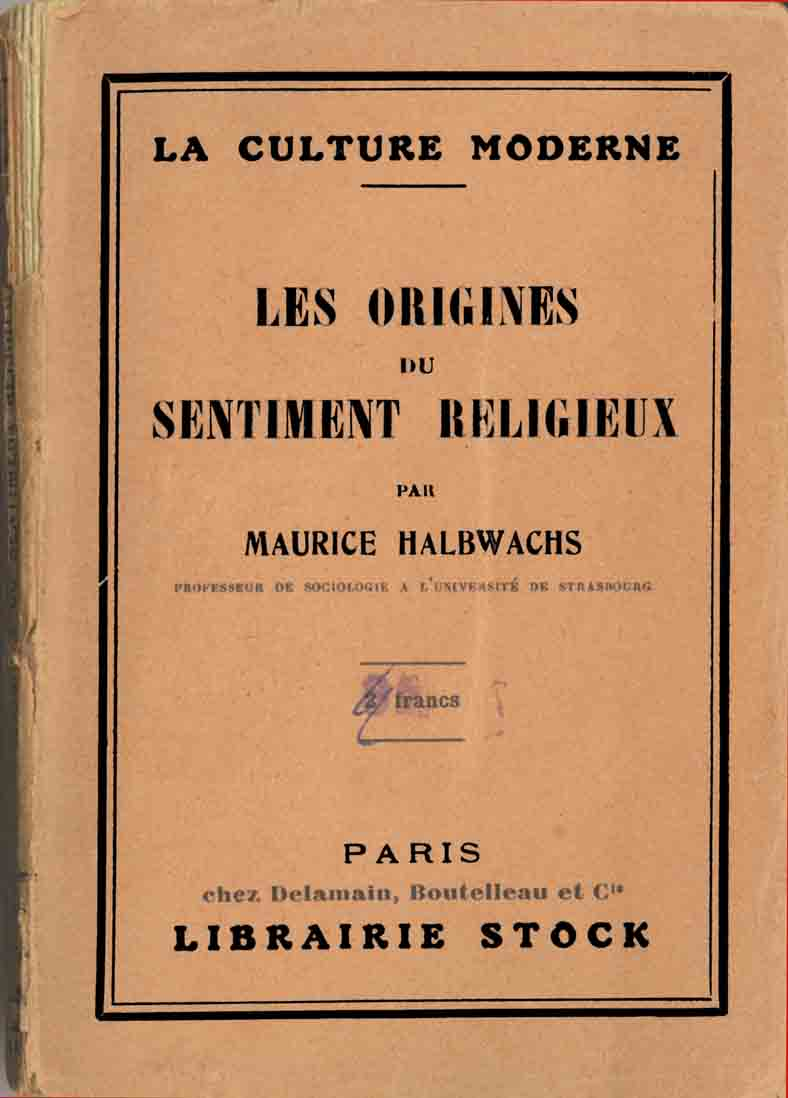 LA CULTURE MODERNE
LES ORIGINES
DU
SENTIMENT RELIGIEUX
PAR
MAURICE HALBWACHS
PROFESSEUR DE SOCIOLOGIE A L'UNIVERSITÉ DE STRASBOURG
francs
PARIS
chez Delamain, Boutelleau et Cie
LIBRAIRIE STOCK